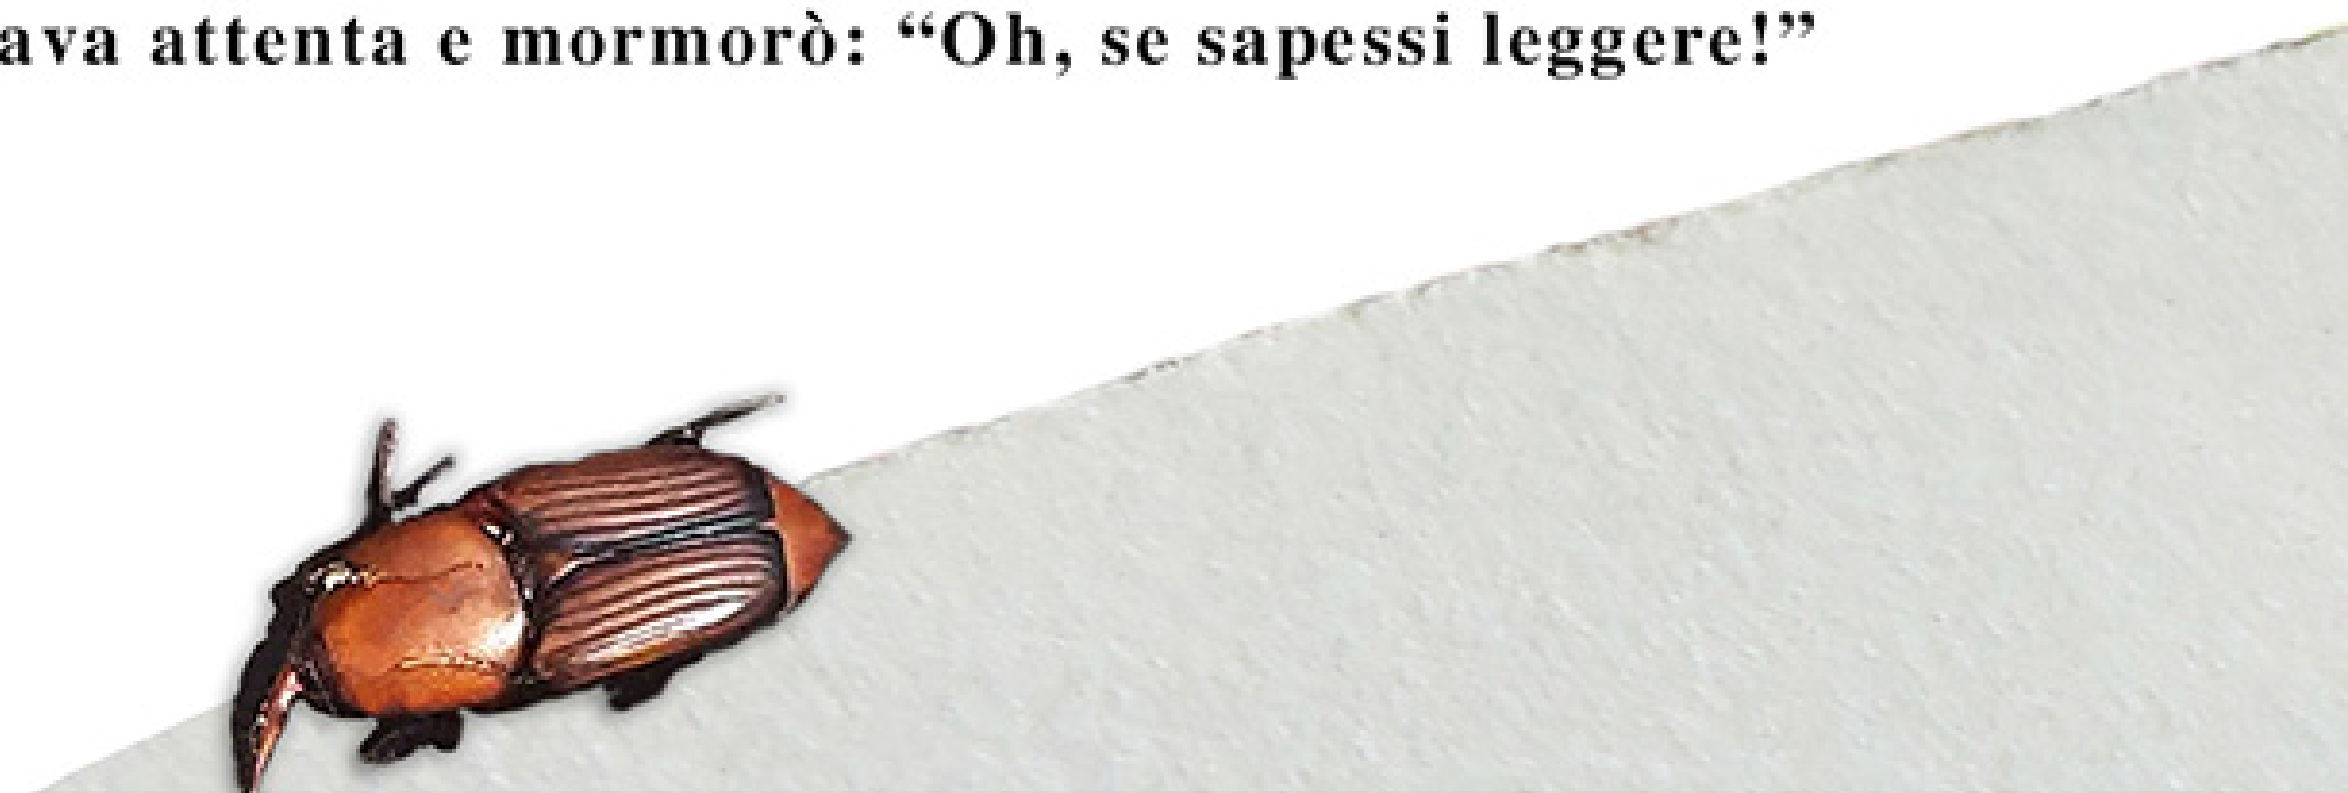 ava attenta e mormorò: “Oh, se sapessi leggere!”